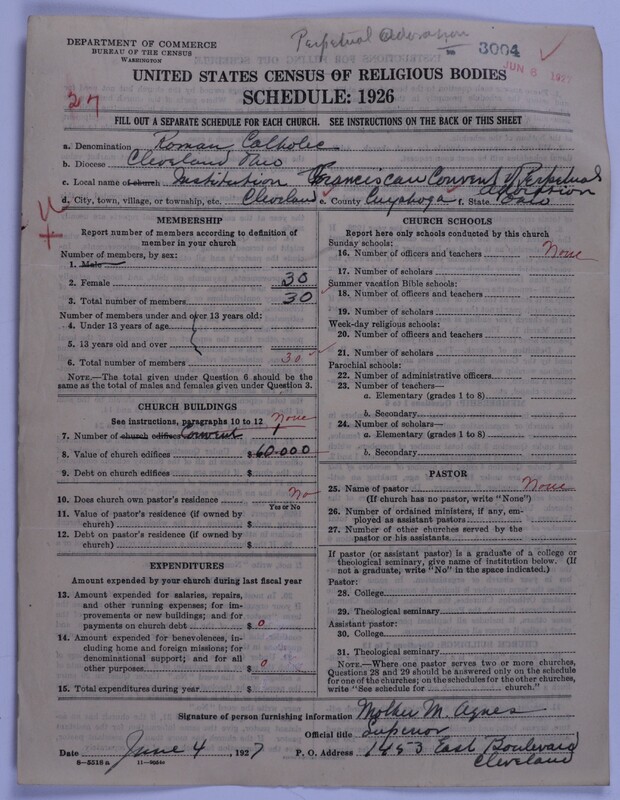 Perpetual Adoration
DEPARTMENT OF COMMERCE
BUREAU OF THE CENSUS
WASHINGTON
3004
JUN 6 1927
UNITED STATES CENSUS OF RELIGIOUS BODIES
SCHEDULE: 1926
27
FILL OUT A SEPARATE SCHEDULE FOR EACH CHURCH. SEE INSTRUCTIONS ON THE BACK OF THIS SHEET
a. Denomination Roman Catholic
b. Diocese Cleveland Ohio
c. Local name of church Institution Franciscan Convent of Perpetual Adoration
d. City, town, village, or township, etc. Cleveland e. County Cuyahoga f. State Ohio
MEMBERSHIP
Report number of members according to definition of
member in your church
Number of members, by sex:
1. Male
2. Female 30
3. Total number of members 30
Number of members under and over 13 years old:
4. Under 13 years of age
5. 13 years old and over
6. Total number of members 30
NOTE.—The total given under Question 6 should be the
same as the total of males and females given under Question 3.
CHURCH BUILDINGS
See instructions, paragraphs 10 to 12 None
7. Number of church edifices Convent
8. Value of church edifices $60-000
9. Debt on church edifices $
10. Does church own pastor's residence No
Yes or No
11. Value of pastor's residence (if owned by
church) $
12. Debt on pastor's residence (if owned by
church) $
EXPENDITURES
Amount expended by your church during last fiscal year
13. Amount expended for salaries, repairs,
and other running expenses; for im-
provements or new buildings; and for
payments on church debt $ 0
14. Amount expended for benevolences, in-
cluding home and foreign missions; for
denominational support; and for all
other purposes $ 0
15. Total expenditures during year $
CHURCH SCHOOLS
Report here only schools conducted by this church
Sunday schools:
16. Number of officers and teachers None
17. Number of scholars
Summer vacation Bible schools:
18. Number of officers and teachers
19. Number of scholars
Week-day religious schools:
20. Number of officers and teachers
21. Number of scholars
Parochial schools:
22. Number of administrative officers
23. Number of teachers—
a. Elementary (grades 1 to 8)
b. Secondary
24. Number of scholars—
a. Elementary (grades 1 to 8)
b. Secondary
PASTOR
25. Name of pastor None
(If church has no pastor, write "None")
26. Number of ordained ministers, if any, em-
ployed as assistant pastors
27. Number of other churches served by the
pastor or his assistants
If pastor (or assistant pastor) is a graduate of a college or
theological seminary, give name of institution below. (If
not a graduate, write "No" in the space indicated.)
Pastor:
28. College
29. Theological seminary
Assistant pastor:
30. College
31. Theological seminary
NOTE.—Where one pastor serves two or more churches,
Questions 28 and 29 should be answered only on the schedule
for one of the churches; on the schedules for the other churches,
write "See schedule for church."
Signature of person furnishing information Mother M. Agnes
Official title Superior
Date June 4, 1927 P. O. Address 1453 East Boulevard
Cleveland
8—5518 a